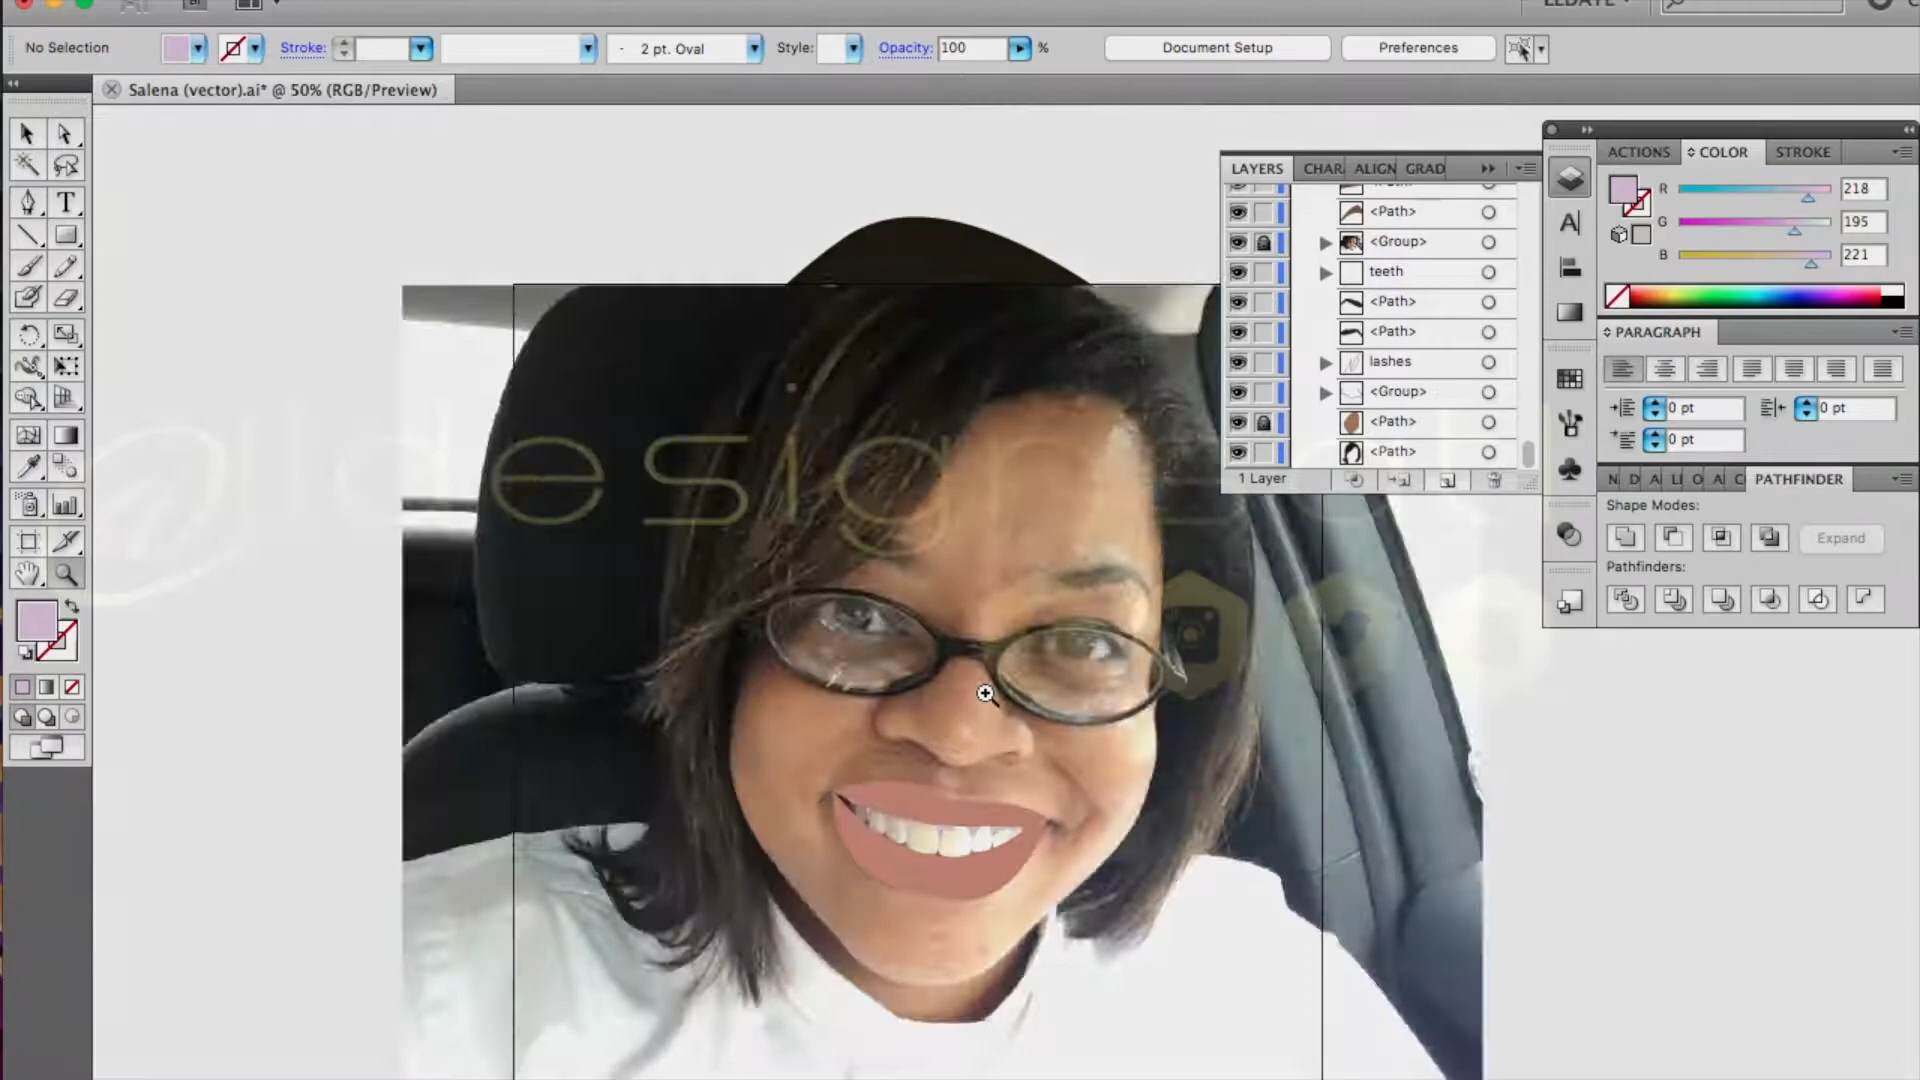 No Selection Stroke: 2 pt. Oval Style: Opacity: 100 % Document Setup Preferences
Salena (vector).ai* @ 50% (RGB/Preview)
LAYERS CHAR ALIGN GRAD
<Path>
<Group>
teeth
<Path>
<Path>
lashes
<Group>
<Path>
<Path>
1 Layer
ACTIONS COLOR STROKE
R 218
G 195
B 221
PARAGRAPH
0 pt 0 pt
0 pt
PATHFINDER
Shape Modes:
Expand
Pathfinders:
design